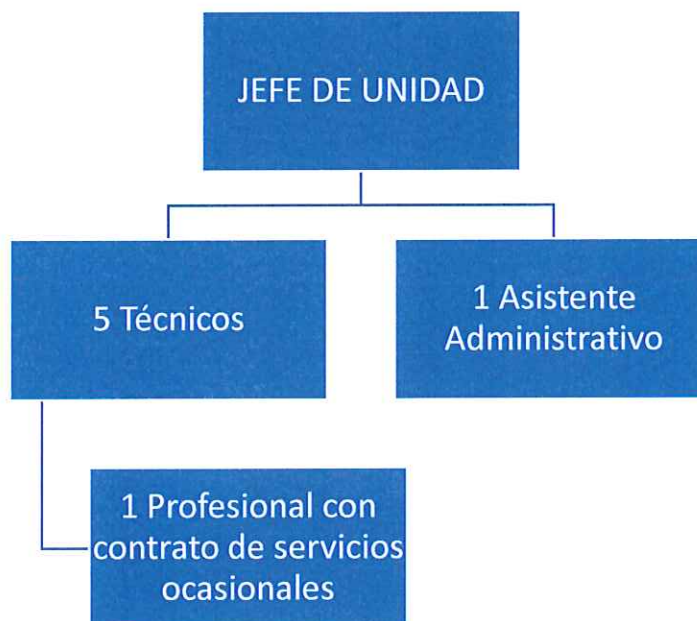 JEFE DE UNIDAD
5 Técnicos
1 Asistente
Administrativo
1 Profesional con
contrato de servicios
ocasionales